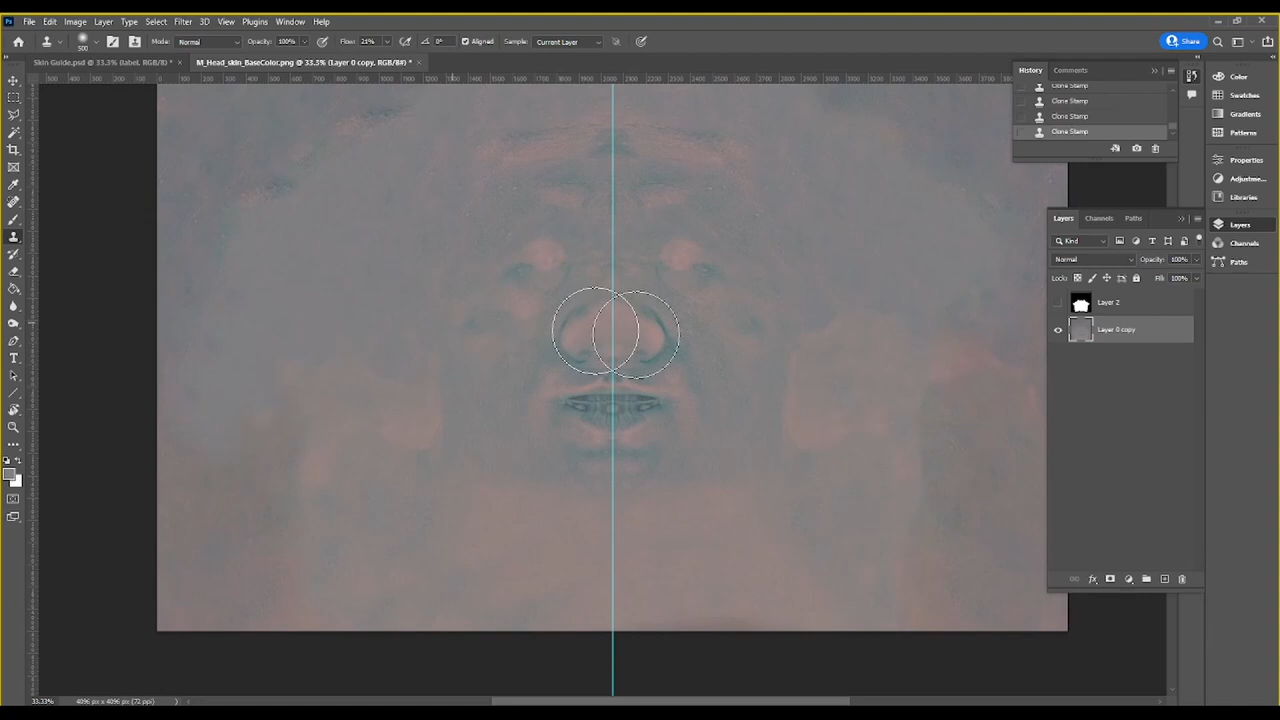 Ps File Edit Image Layer Type Select Filter 3D View Plugins Window Help
500 Mode: Normal Opacity: 100% Flow: 21% 0° Aligned Sample: Current Layer Share
Skin Guide.psd @ 33.3% (label, RGB/8) * × M_Head_skin_BaseColor.png @ 33.3% (Layer 0 copy, RGB/8#) * ×
History Comments
Clone Stamp
Clone Stamp
Clone Stamp
Clone Stamp
Color
Swatches
Gradients
Patterns
Properties
Adjustme...
Libraries
Layers
Channels
Paths
Layers Channels Paths
Kind
Normal Opacity: 100%
Lock: Fill: 100%
Layer 2
Layer 0 copy
33.33% 4096 px x 4096 px (72 ppi)